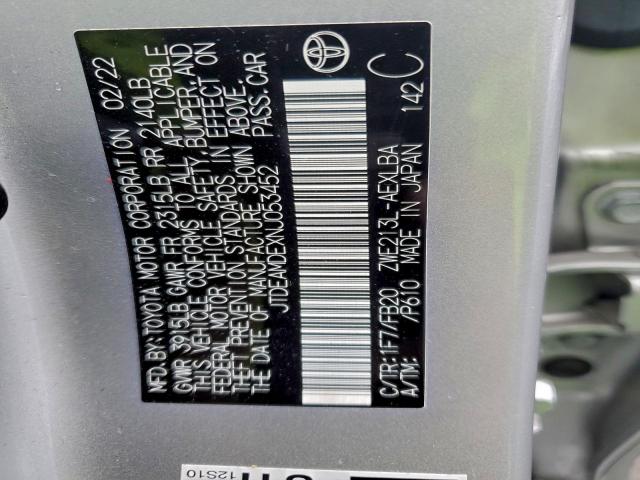 MFD.BY:TOYOTA MOTOR CORPORATION 02/22
GVWR 3915LB GAWR FR 2315LB RR 2140LB
THIS VEHICLE CONFORMS TO ALL APPLICABLE
FEDERAL MOTOR VEHICLE SAFETY,BUMPER,AND
THEFT PREVENTION STANDARDS IN EFFECT ON
THE DATE OF MANUFACTURE SHOWN ABOVE.
JTDEAMDEXNJ053452 PASS.CAR
C/TR:1F7/FB20 ZWE213L-AEXLBA 142 C
A/TM: /P610 MADE IN JAPAN
12S10